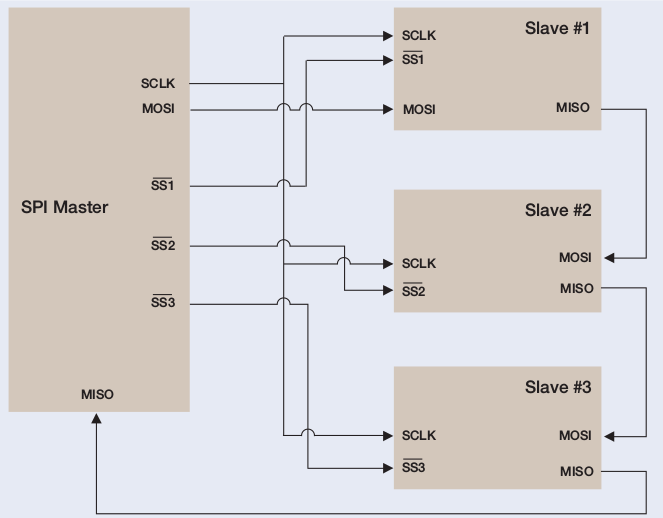 SPI Master
SCLK
MOSI
SS1
SS2
SS3
MISO
Slave #1
SCLK
SS1
MOSI
MISO
Slave #2
MOSI
SCLK
SS2
MISO
Slave #3
SCLK
MOSI
SS3
MISO